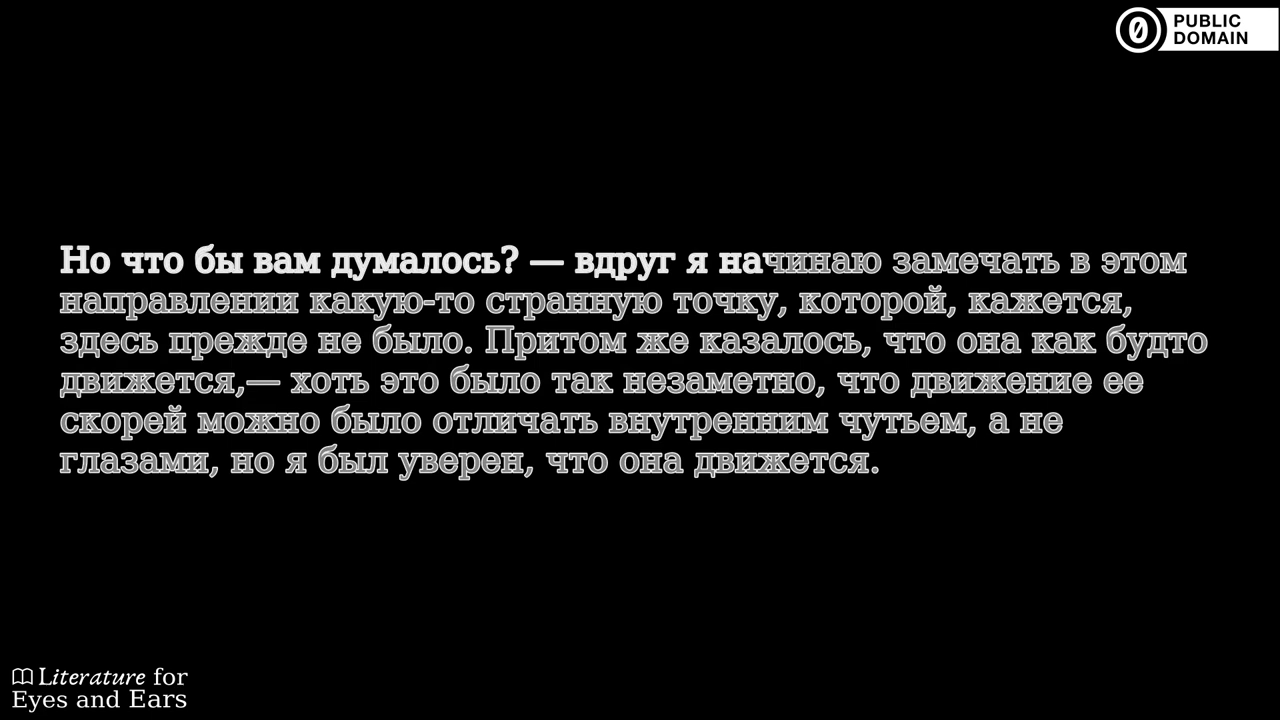 PUBLIC
DOMAIN
Но что бы вам думалось? — вдруг я начинаю замечать в этом
направлении какую-то странную точку, которой, кажется,
здесь прежде не было. Притом же казалось, что она как будто
движется,— хоть это было так незаметно, что движение ее
скорей можно было отличать внутренним чутьем, а не
глазами, но я был уверен, что она движется.
Literature for
Eyes and Ears